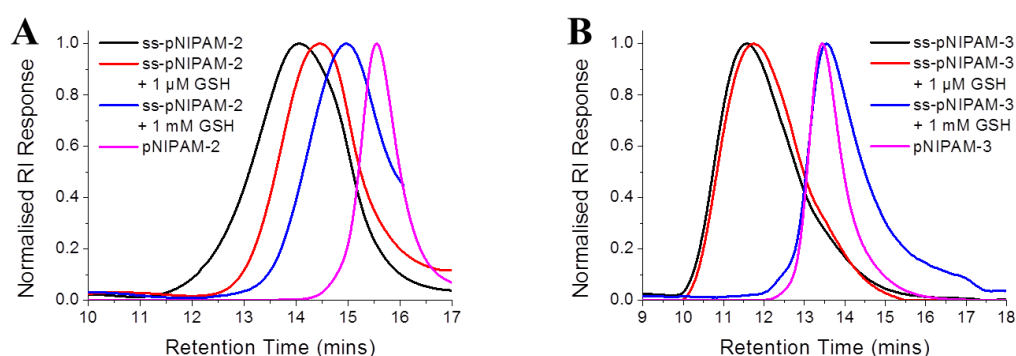 A
ss-pNIPAM-2
ss-pNIPAM-2
+ 1 µM GSH
ss-pNIPAM-2
+ 1 mM GSH
pNIPAM-2
Normalised RI Response
1.0
0.8
0.6
0.4
0.2
0.0
10 11 12 13 14 15 16 17
Retention Time (mins)
B
ss-pNIPAM-3
ss-pNIPAM-3
+ 1 µM GSH
ss-pNIPAM-3
+ 1 mM GSH
pNIPAM-3
Normalised RI Response
1.0
0.8
0.6
0.4
0.2
0.0
9 10 11 12 13 14 15 16 17 18
Retention Time (mins)